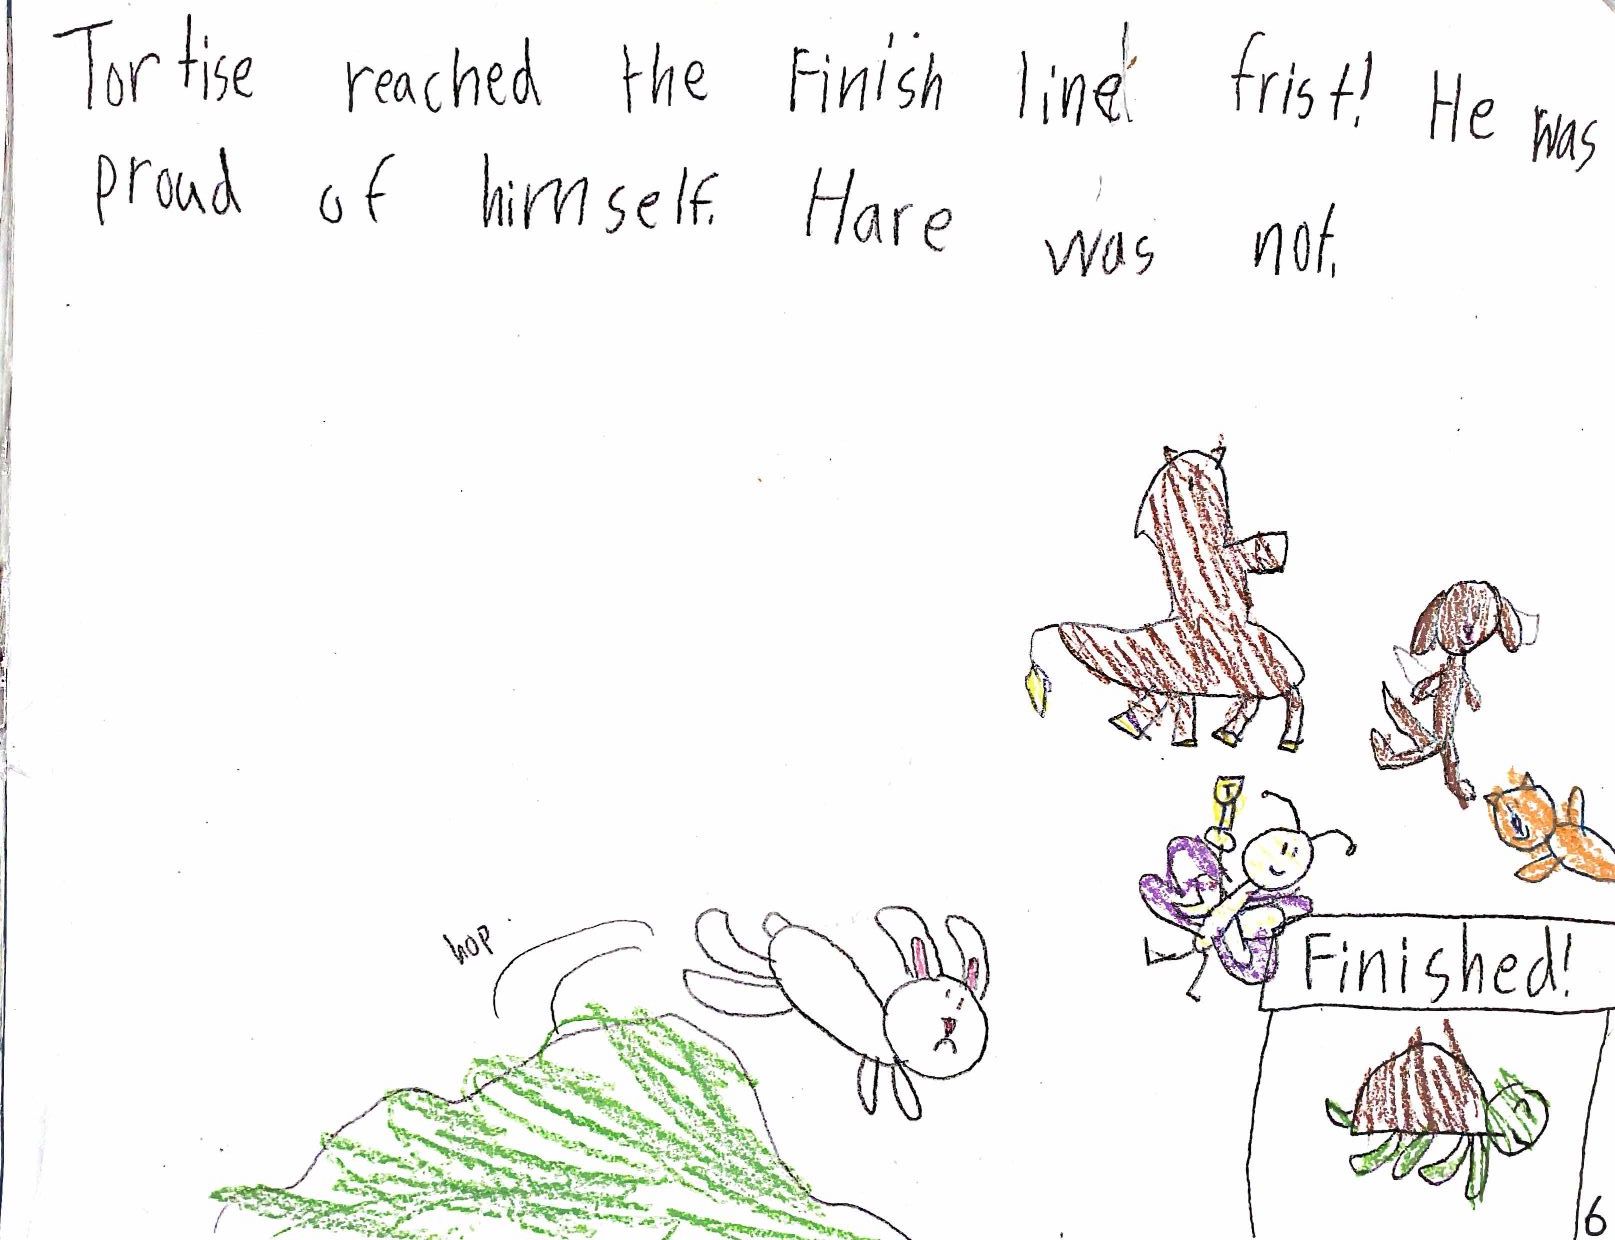 Tortise reached the Finish line frist! He was
proud of himself. Hare was not.
hop
T
Finished!
6